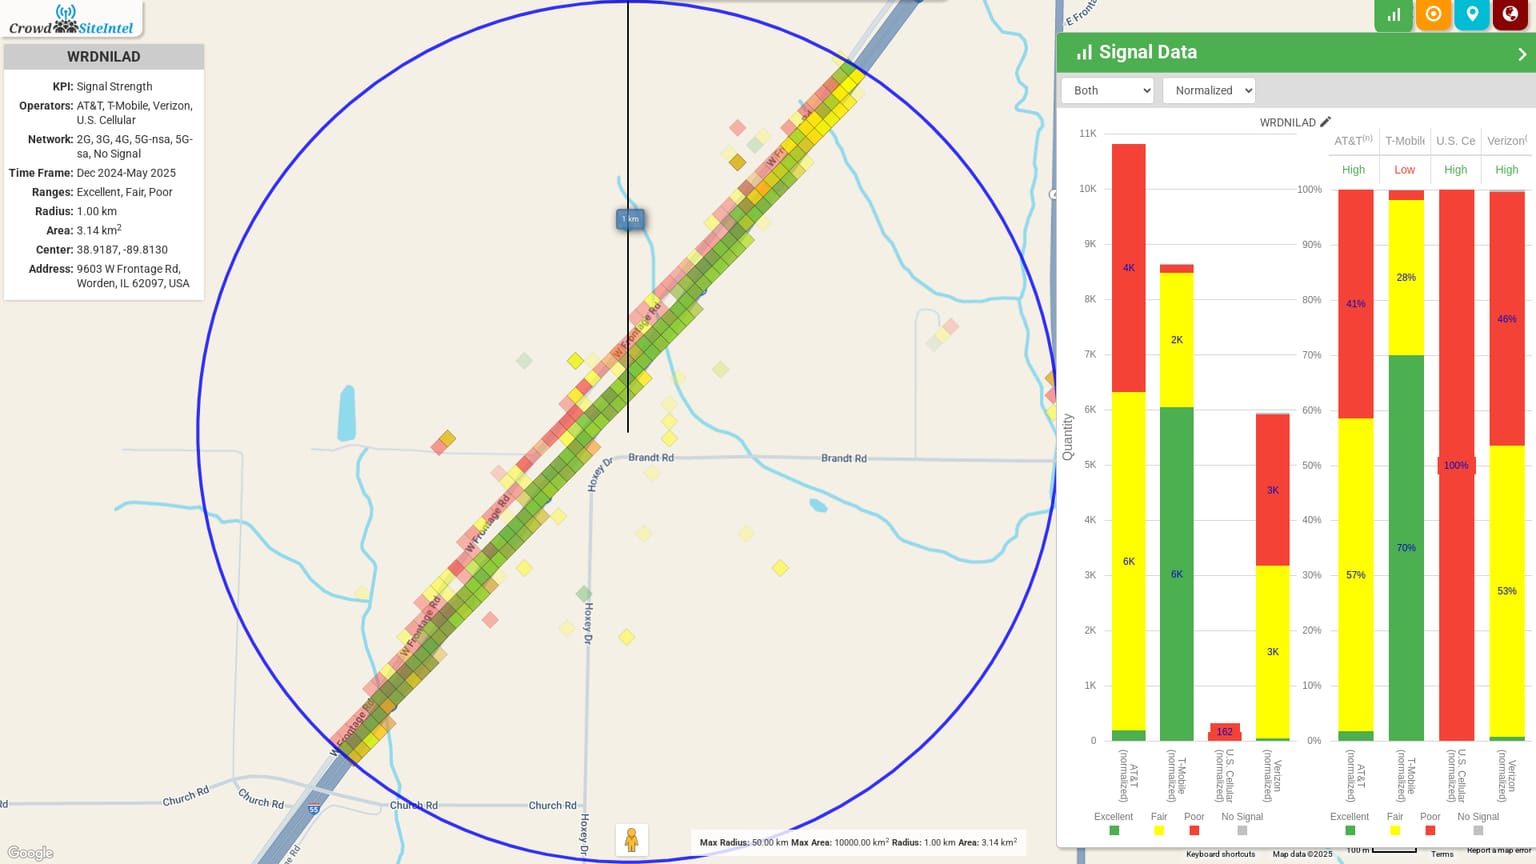 Crowd SiteIntel
WRDNILAD
KPI: Signal Strength
Operators: AT&T, T-Mobile, Verizon,
U.S. Cellular
Network: 2G, 3G, 4G, 5G-nsa, 5G-
sa, No Signal
Time Frame: Dec 2024-May 2025
Ranges: Excellent, Fair, Poor
Radius: 1.00 km
Area: 3.14 km²
Center: 38.9187, -89.8130
Address: 9603 W Frontage Rd,
Worden, IL 62097, USA
1 km
E Fronta
W Fr
W Frontage Rd
W Frontage Rd
W Frontage Rd
W Frontage Rd
Brandt Rd
Brandt Rd
Hoxey Dr
Hoxey Dr
Hoxey Dr
Church Rd
Church Rd
Church Rd
Church Rd
Rd
ge Rd
55
Google
Max Radius: 50.00 km Max Area: 10000.00 km² Radius: 1.00 km Area: 3.14 km²
Signal Data
Both
Normalized
WRDNILAD
Quantity
11K
10K
9K
8K
7K
6K
5K
4K
3K
2K
1K
0
4K
6K
2K
6K
162
3K
3K
AT&T (normalized)
T-Mobile (normalized)
U.S. Cellular (normalized)
Verizon (normalized)
Excellent
Fair
Poor
No Signal
AT&T(n)
T-Mobile
U.S. Ce
Verizon(
High
Low
High
High
100%
90%
80%
70%
60%
50%
40%
30%
20%
10%
0%
41%
57%
28%
70%
100%
46%
53%
AT&T (normalized)
T-Mobile (normalized)
U.S. Cellular (normalized)
Verizon (normalized)
Excellent
Fair
Poor
No Signal
Keyboard shortcuts
Map data ©2025
100 m
Terms
Report a map error